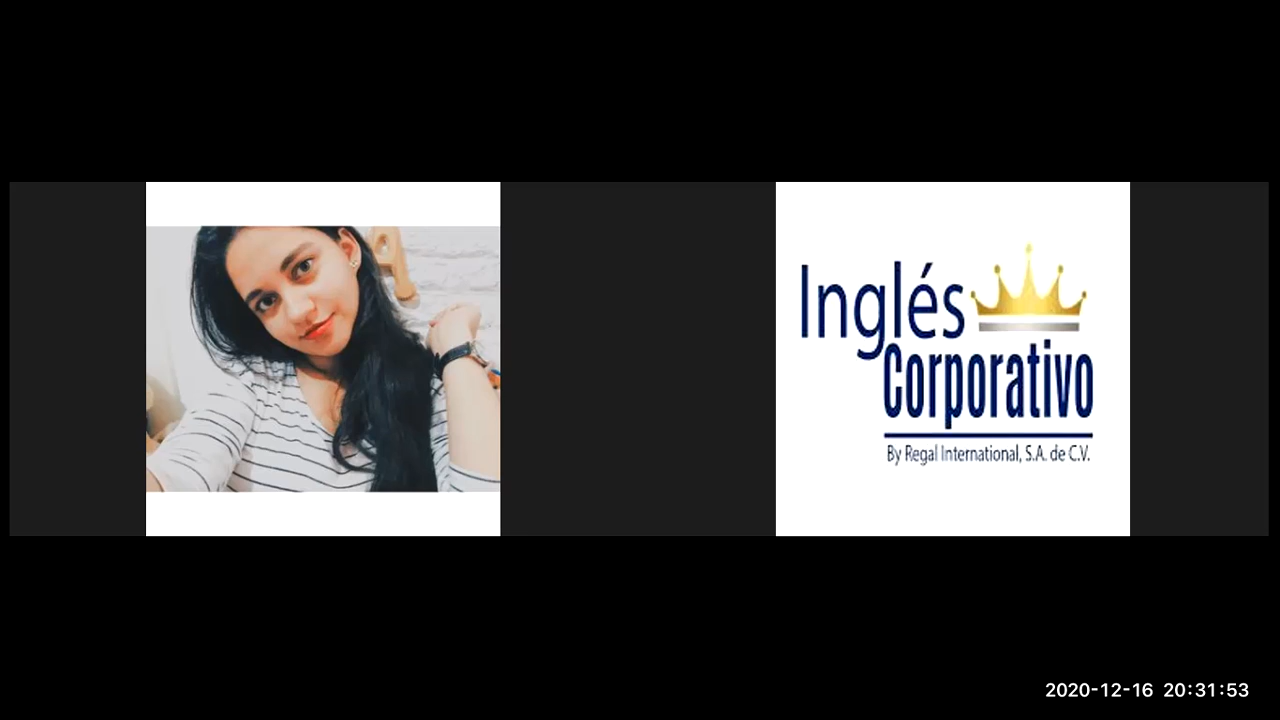 Inglés
Corporativo
By Regal International, S.A. de C.V.
2020-12-16 20:31:53